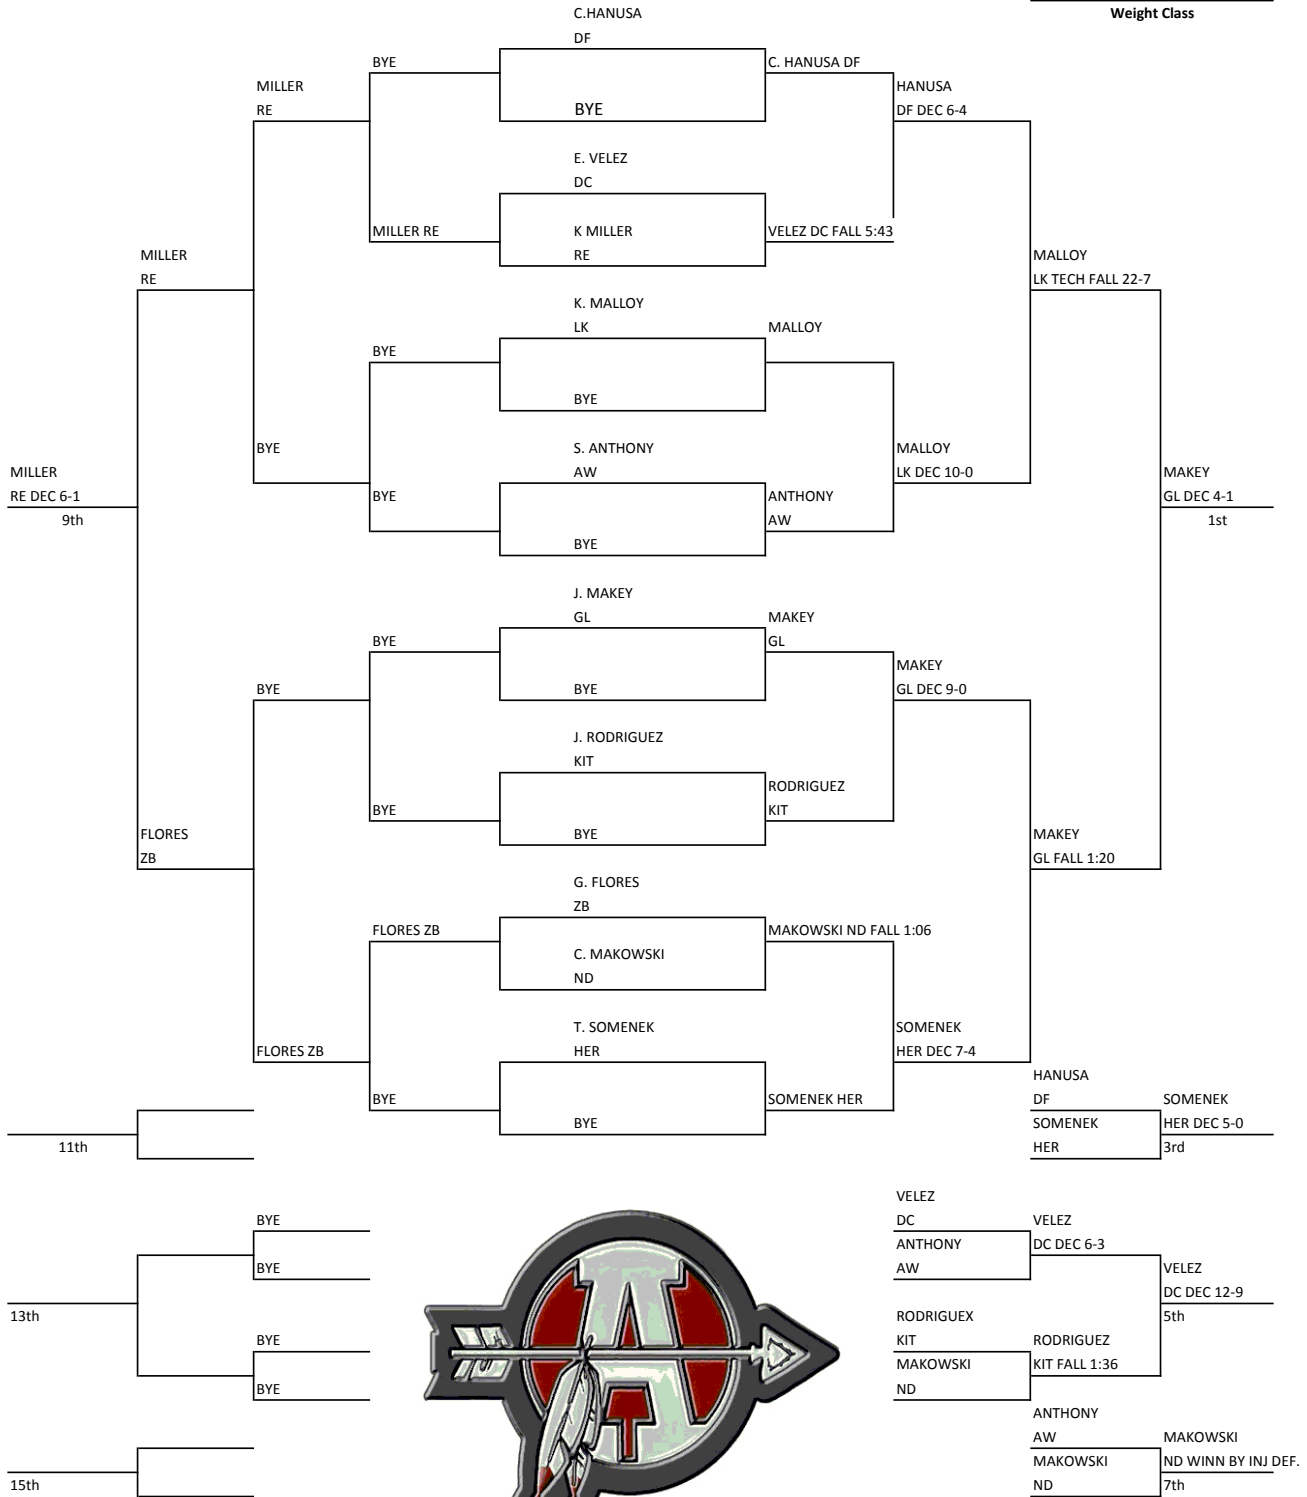 Weight Class
C.HANUSA
DF
BYE
C. HANUSA DF
MILLER
HANUSA
RE
BYE
DF DEC 6-4
E. VELEZ
DC
MILLER RE
K MILLER
VELEZ DC FALL 5:43
RE
MILLER
MALLOY
RE
LK TECH FALL 22-7
K. MALLOY
LK
MALLOY
BYE
BYE
BYE
S. ANTHONY
MALLOY
MILLER
AW
LK DEC 10-0
MAKEY
RE DEC 6-1
BYE
ANTHONY
GL DEC 4-1
9th
AW
1st
BYE
J. MAKEY
GL
MAKEY
BYE
GL
MAKEY
BYE
BYE
GL DEC 9-0
J. RODRIGUEZ
KIT
RODRIGUEZ
BYE
KIT
FLORES
BYE
MAKEY
ZB
GL FALL 1:20
G. FLORES
ZB
FLORES ZB
MAKOWSKI ND FALL 1:06
C. MAKOWSKI
ND
T. SOMENEK
SOMENEK
FLORES ZB
HER
HER DEC 7-4
HANUSA
BYE
SOMENEK HER
DF
SOMENEK
BYE
SOMENEK
HER DEC 5-0
11th
HER
3rd
VELEZ
BYE
DC
VELEZ
ANTHONY
DC DEC 6-3
BYE
AW
VELEZ
DC DEC 12-9
13th
RODRIGUEX
5th
BYE
KIT
RODRIGUEZ
MAKOWSKI
KIT FALL 1:36
BYE
ND
ANTHONY
AW
MAKOWSKI
MAKOWSKI
ND WINN BY INJ DEF.
15th
ND
7th
A